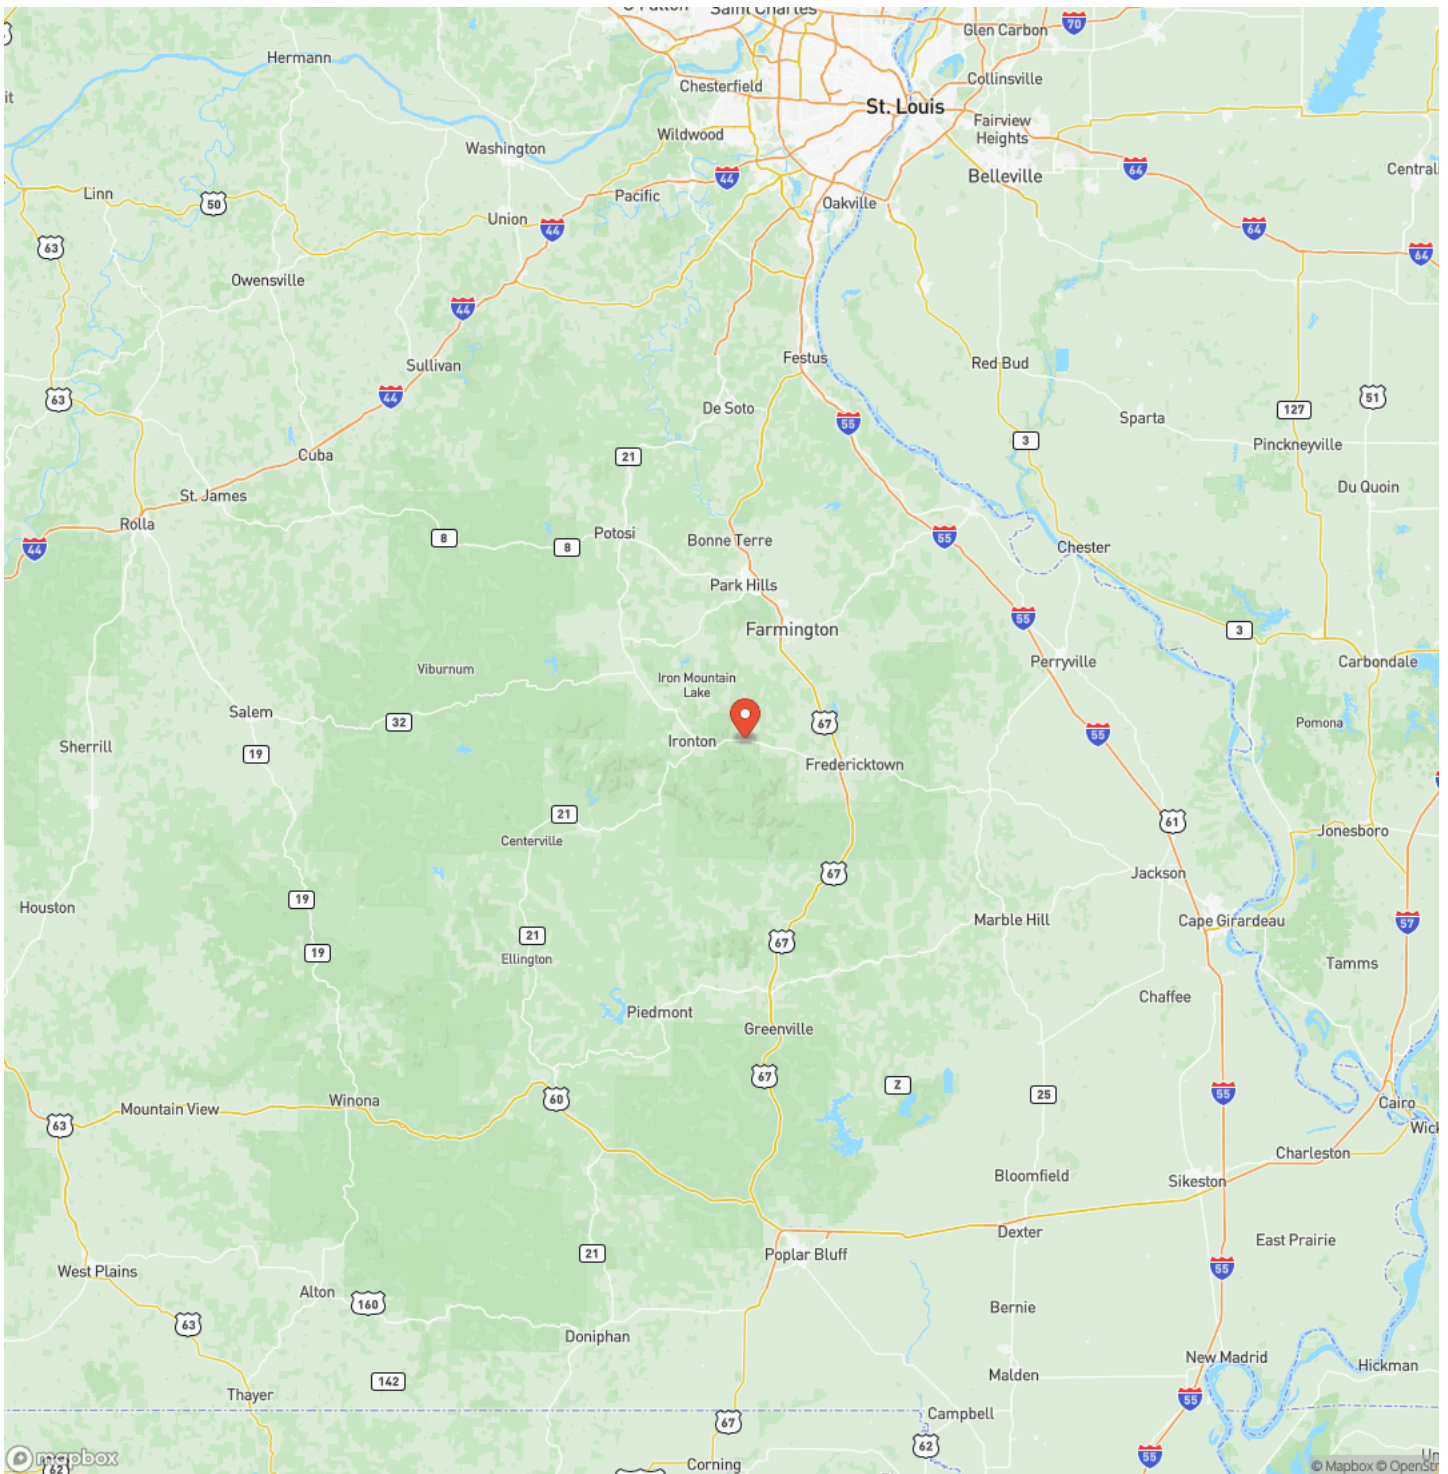 O'Fallon
Saint Charles
70
Glen Carbon
Hermann
Collinsville
Chesterfield
St. Louis
it
Fairview
Heights
Wildwood
Washington
44
64
Belleville
Centrali
Linn
50
Pacific
Oakville
Union
44
64
63
64
Owensville
44
Sullivan
Festus
Red Bud
44
63
51
De Soto
127
Sparta
55
3
Pinckneyville
21
Cuba
St. James
Du Quoin
Rolla
Potosi
8
Bonne Terre
55
44
8
Chester
Park Hills
55
Farmington
3
Viburnum
Perryville
Carbondale
Iron Mountain
Lake
Salem
32
67
Pomona
Sherrill
19
Ironton
55
Fredericktown
21
61
Jonesboro
Centerville
67
Jackson
19
Houston
Marble Hill
Cape Girardeau
57
21
67
19
Ellington
Tamms
Chaffee
Piedmont
Greenville
67
Z
60
25
55
Winona
Mountain View
Cairo
63
Wick
Charleston
Bloomfield
Sikeston
Dexter
East Prairie
21
Poplar Bluff
West Plains
55
Alton
160
Bernie
63
Doniphan
New Madrid
Hickman
Malden
142
Thayer
55
Campbell
67
62
mapbox
55
Un
62
Corning
© Mapbox © OpenStr